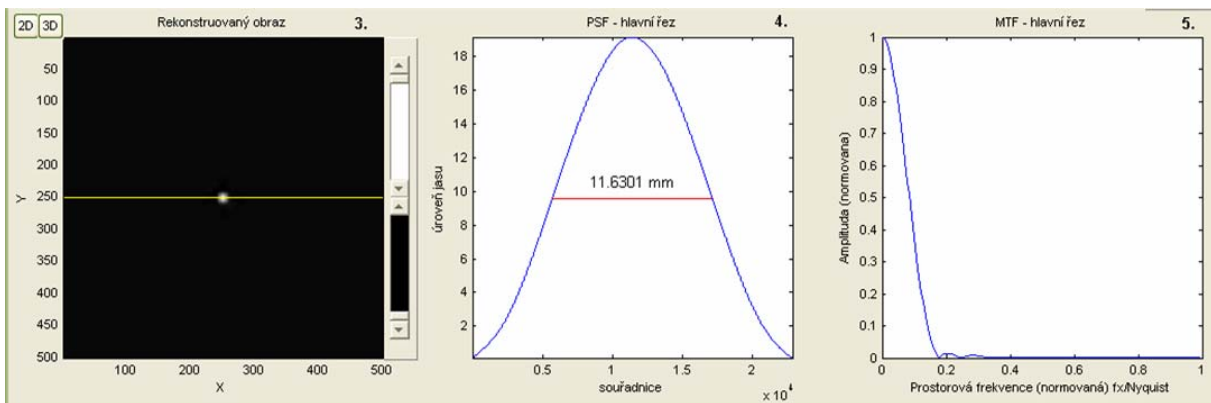 2D 3D Rekonstruovaný obraz 3.
50
100
150
200
250
300
350
400
450
500
Y
100 200 300 400 500
X
PSF - hlavní řez 4.
18
16
14
12
10
8
6
4
2
úroveň jasu
11.6301 mm
0.5 1 1.5 2
souřadnice
x 10^4
MTF - hlavní řez 5.
1
0.9
0.8
0.7
0.6
0.5
0.4
0.3
0.2
0.1
0
Amplituda (normovana)
0 0.2 0.4 0.6 0.8 1
Prostorová frekvence (normovaná) fx/Nyquist